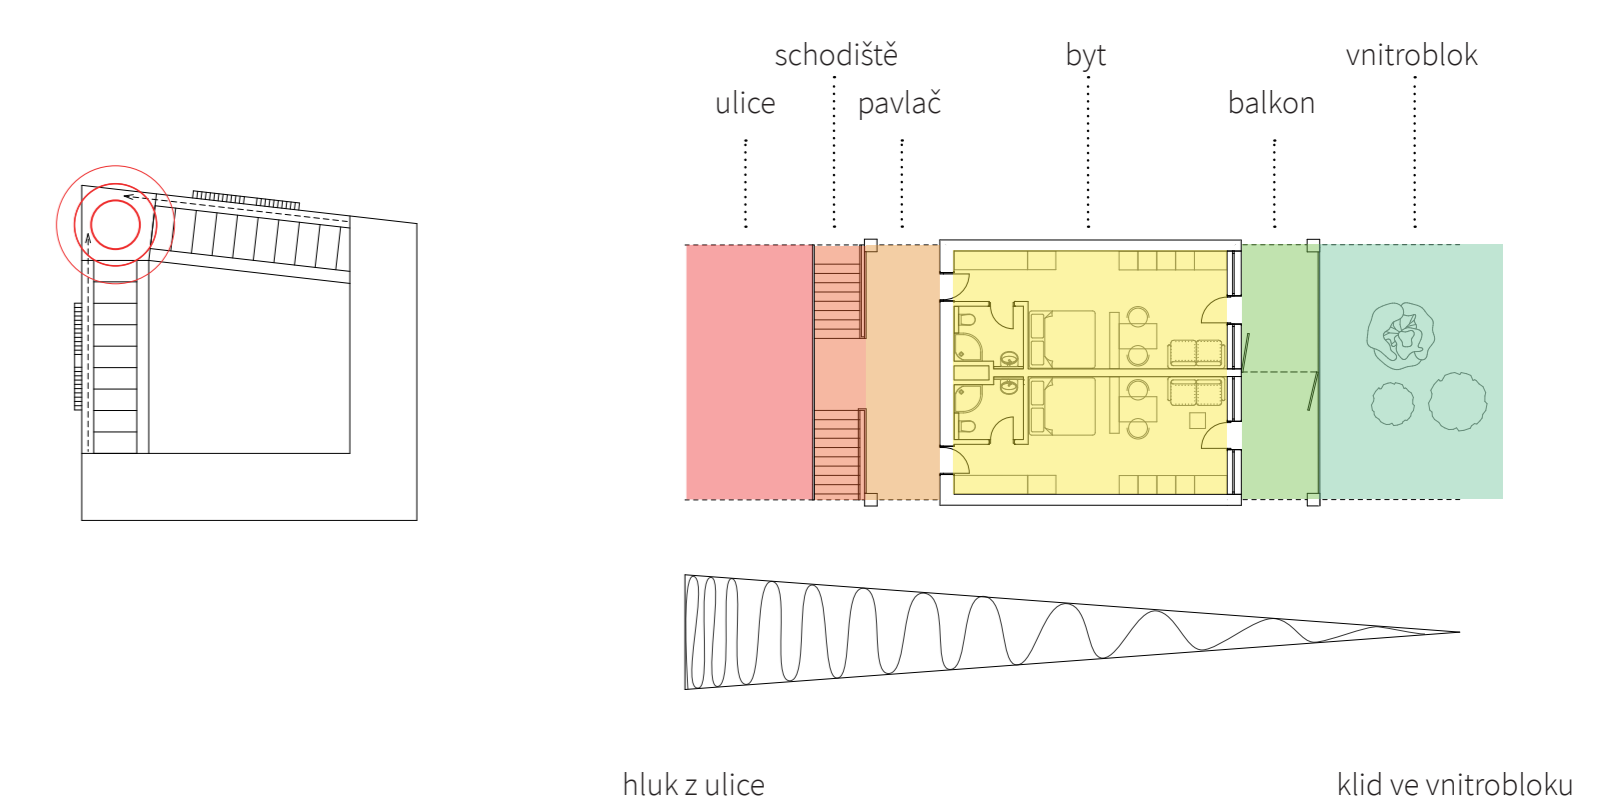 schodiště
byt
vnitroblok
ulice
pavlač
balkon
hluk z ulice
klid ve vnitrobloku